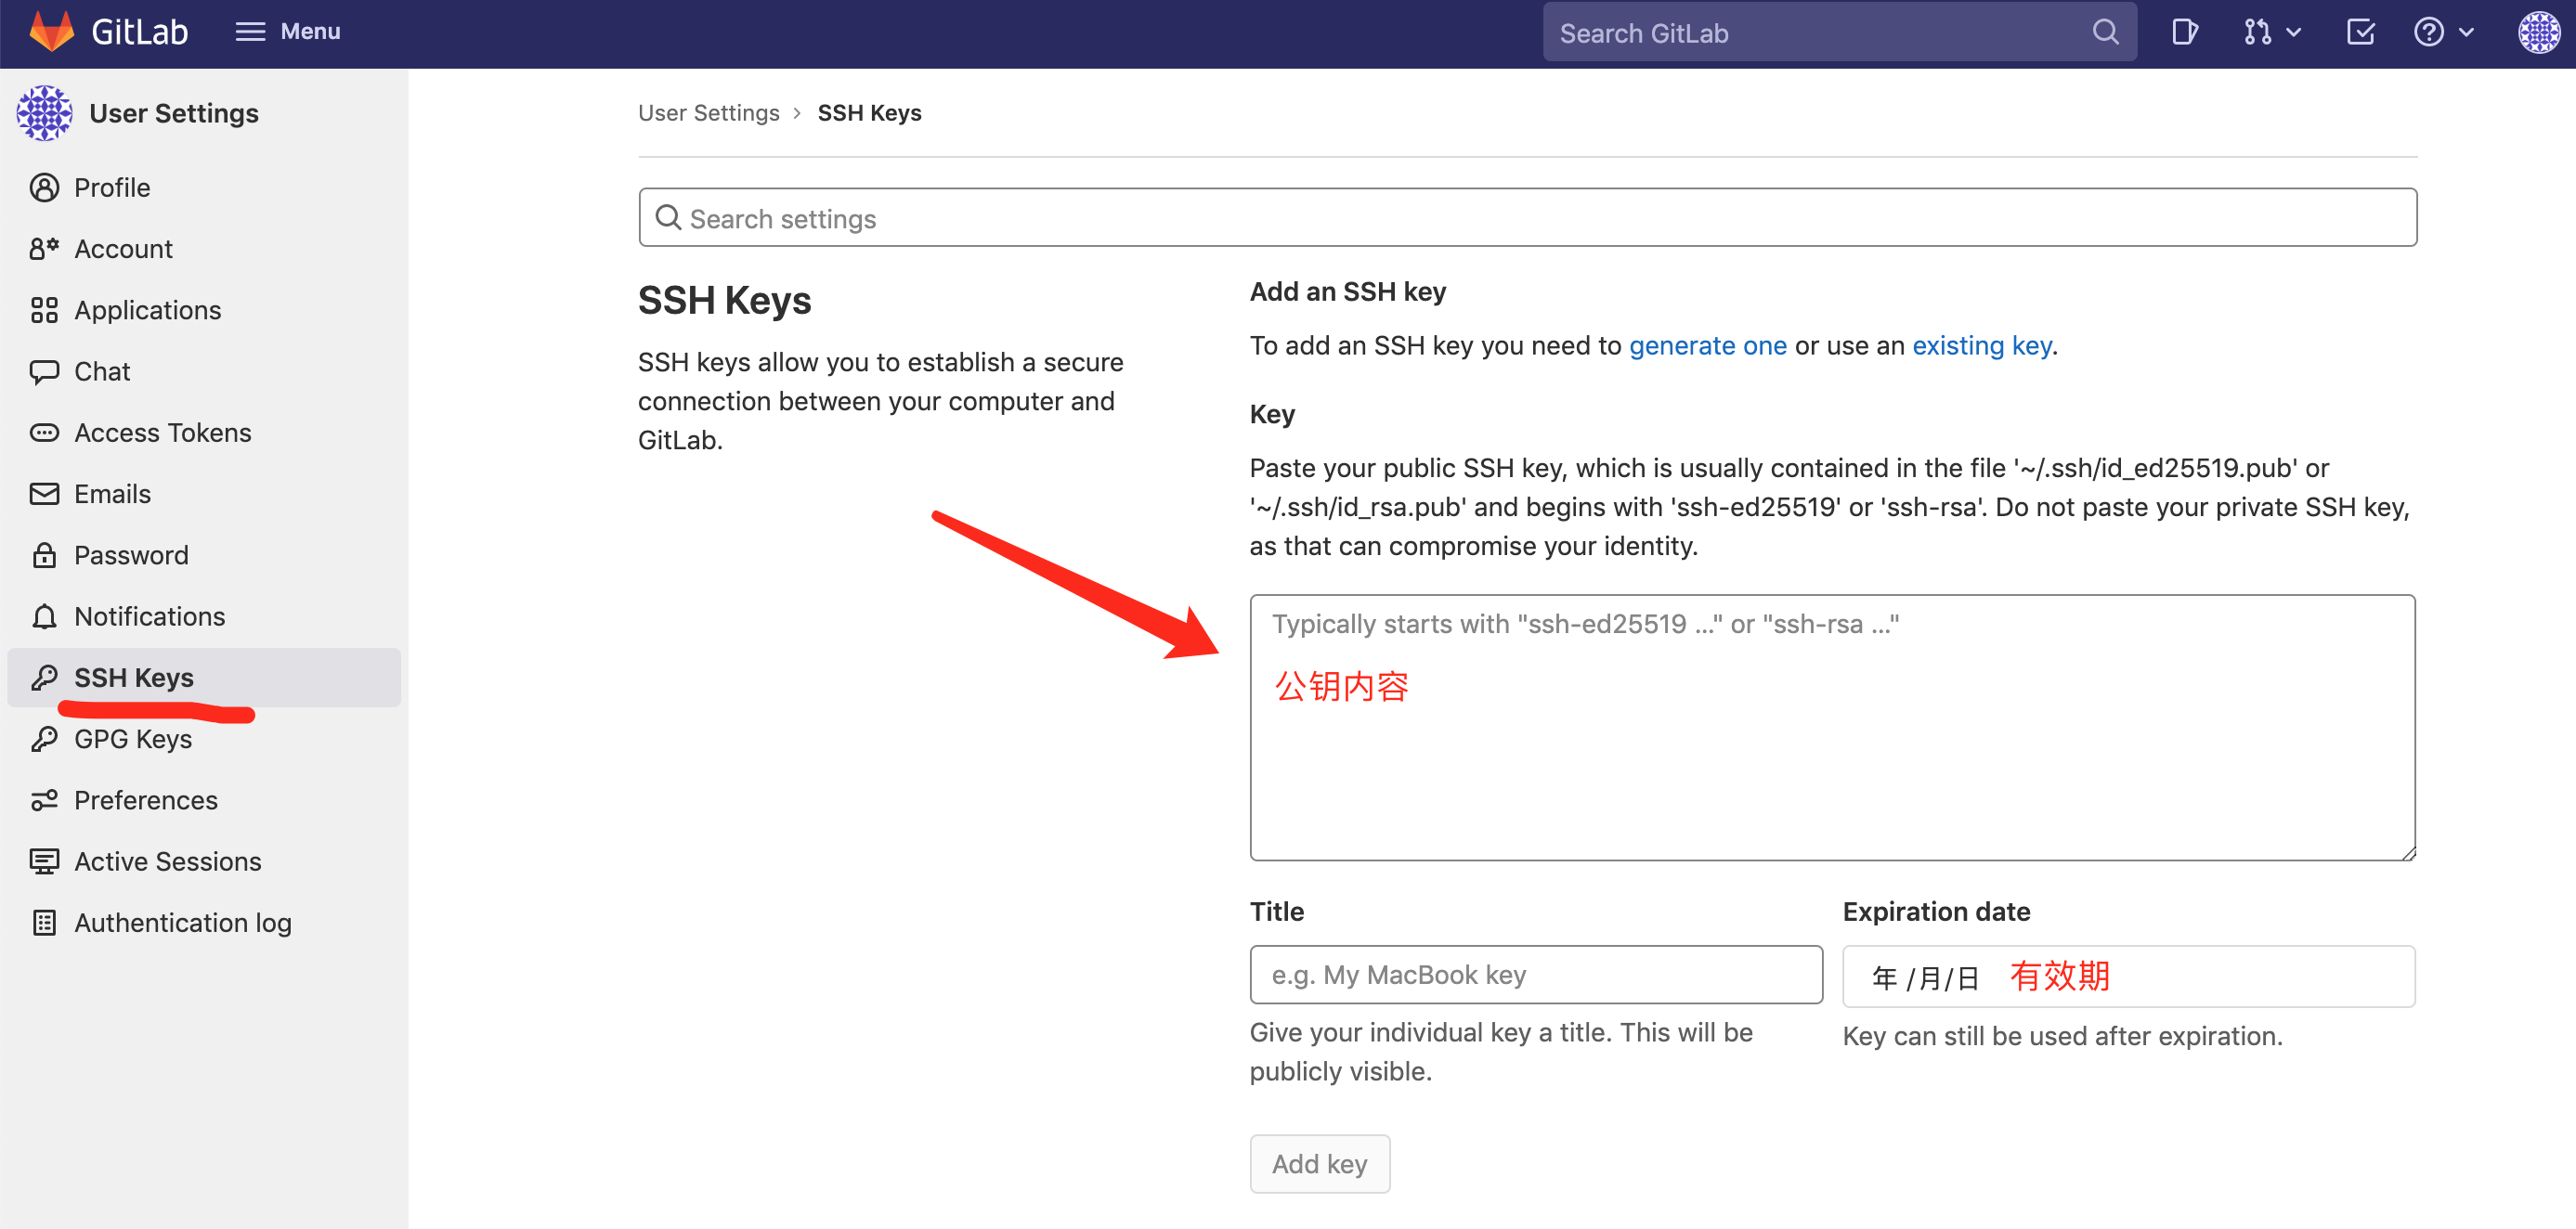 GitLab
Menu
Search GitLab
User Settings
Profile
Account
Applications
Chat
Access Tokens
Emails
Password
Notifications
SSH Keys
GPG Keys
Preferences
Active Sessions
Authentication log
User Settings › SSH Keys
Search settings
SSH Keys
SSH keys allow you to establish a secure
connection between your computer and
GitLab.
Add an SSH key
To add an SSH key you need to generate one or use an existing key.
Key
Paste your public SSH key, which is usually contained in the file '~/.ssh/id_ed25519.pub' or
'~/.ssh/id_rsa.pub' and begins with 'ssh-ed25519' or 'ssh-rsa'. Do not paste your private SSH key,
as that can compromise your identity.
Typically starts with "ssh-ed25519 ..." or "ssh-rsa ..."
公钥内容
Title
e.g. My MacBook key
Give your individual key a title. This will be
publicly visible.
Expiration date
年 /月/日 有效期
Key can still be used after expiration.
Add key